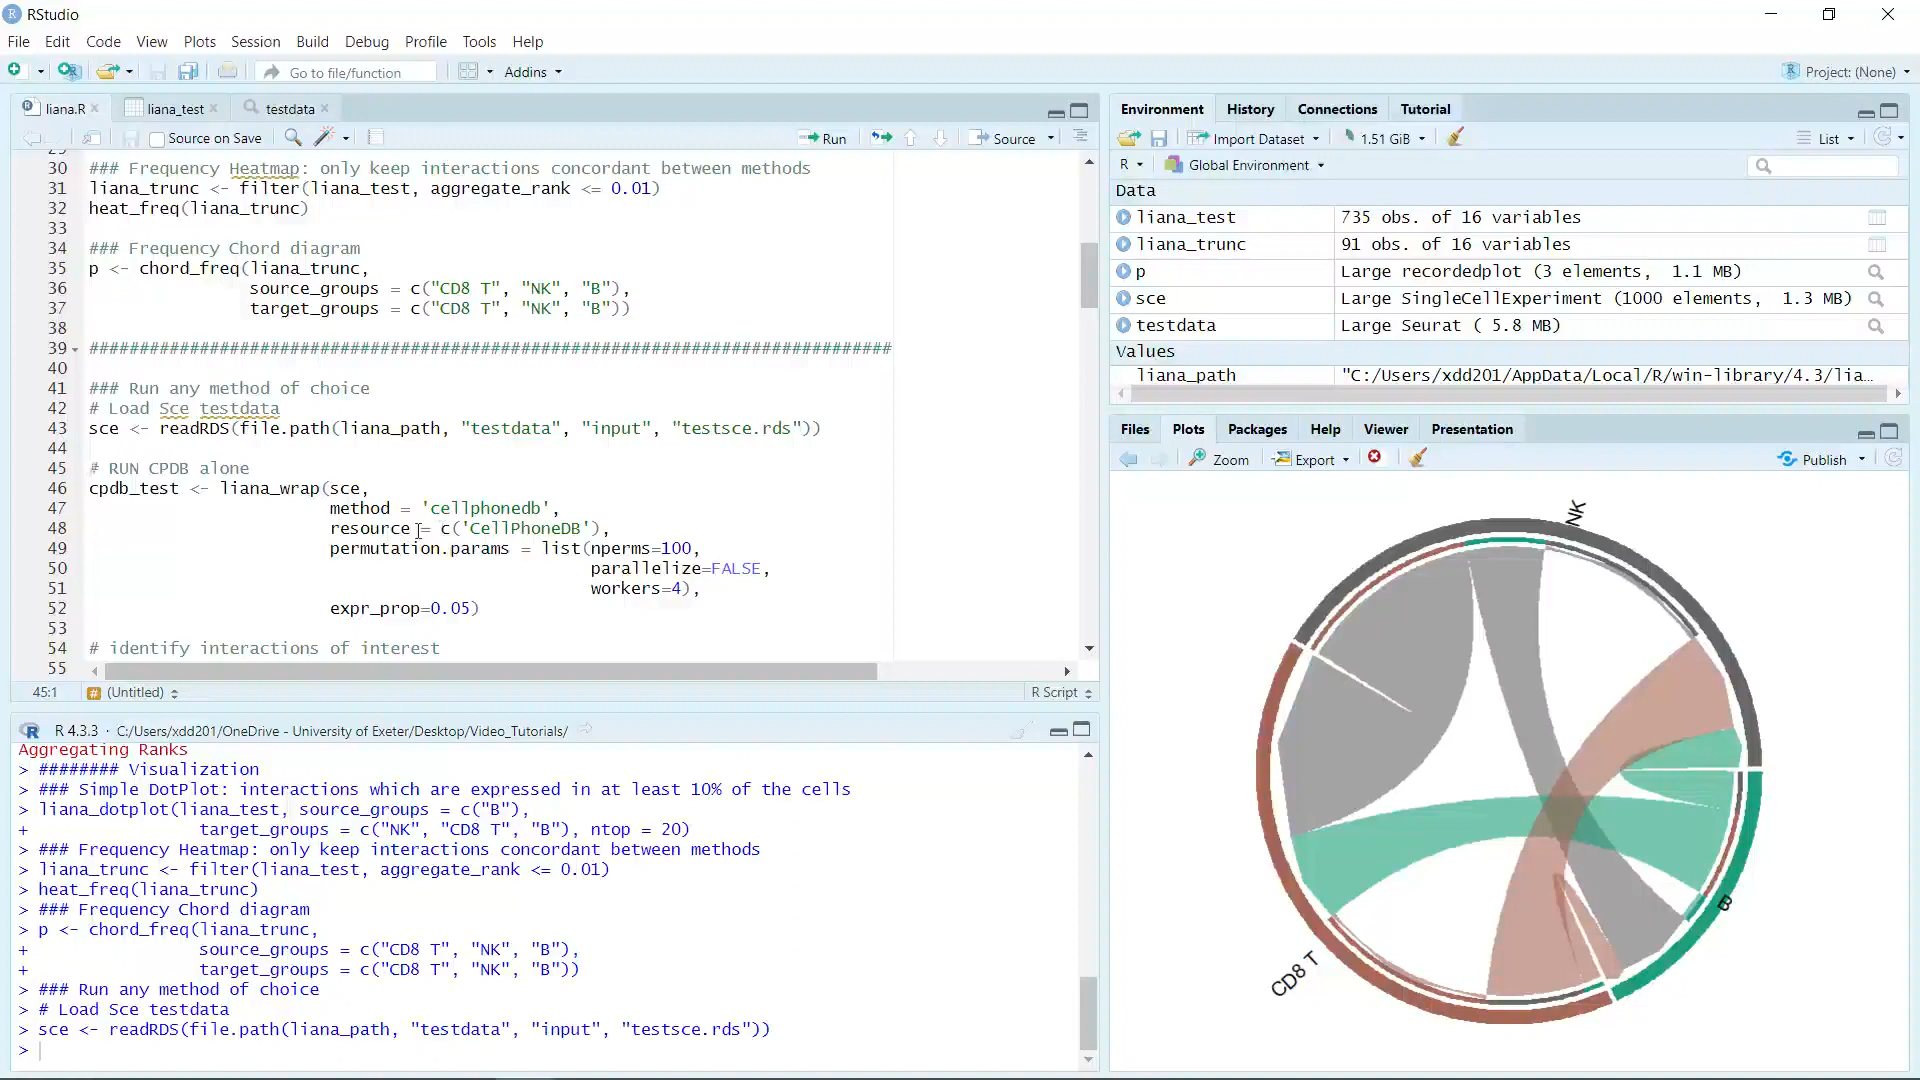 RStudio
File Edit Code View Plots Session Build Debug Profile Tools Help
Go to file/function Addins Project: (None)
liana.R liana_test testdata
Source on Save Run Source
29
30 ### Frequency Heatmap: only keep interactions concordant between methods
31 liana_trunc <- filter(liana_test, aggregate_rank <= 0.01)
32 heat_freq(liana_trunc)
33
34 ### Frequency Chord diagram
35 p <- chord_freq(liana_trunc,
36 source_groups = c("CD8 T", "NK", "B"),
37 target_groups = c("CD8 T", "NK", "B"))
38
39 ################################################################################
40
41 ### Run any method of choice
42 # Load Sce testdata
43 sce <- readRDS(file.path(liana_path, "testdata", "input", "testsce.rds"))
44
45 # RUN CPDB alone
46 cpdb_test <- liana_wrap(sce,
47 method = 'cellphonedb',
48 resource = c('CellPhoneDB'),
49 permutation.params = list(nperms=100,
50 parallelize=FALSE,
51 workers=4),
52 expr_prop=0.05)
53
54 # identify interactions of interest
55
45:1 (Untitled) R Script
R 4.3.3 · C:/Users/xdd201/OneDrive - University of Exeter/Desktop/Video_Tutorials/
Aggregating Ranks
> ######## Visualization
> ### Simple DotPlot: interactions which are expressed in at least 10% of the cells
> liana_dotplot(liana_test, source_groups = c("B"),
+ target_groups = c("NK", "CD8 T", "B"), ntop = 20)
> ### Frequency Heatmap: only keep interactions concordant between methods
> liana_trunc <- filter(liana_test, aggregate_rank <= 0.01)
> heat_freq(liana_trunc)
> ### Frequency Chord diagram
> p <- chord_freq(liana_trunc,
+ source_groups = c("CD8 T", "NK", "B"),
+ target_groups = c("CD8 T", "NK", "B"))
> ### Run any method of choice
> # Load Sce testdata
> sce <- readRDS(file.path(liana_path, "testdata", "input", "testsce.rds"))
>
Environment History Connections Tutorial
Import Dataset 1.51 GiB List
R Global Environment
Data
liana_test 735 obs. of 16 variables
liana_trunc 91 obs. of 16 variables
p Large recordedplot (3 elements, 1.1 MB)
sce Large SingleCellExperiment (1000 elements, 1.3 MB)
testdata Large Seurat ( 5.8 MB)
Values
liana_path "C:/Users/xdd201/AppData/Local/R/win-library/4.3/lia…
Files Plots Packages Help Viewer Presentation
Zoom Export Publish
NK
B
CD8 T